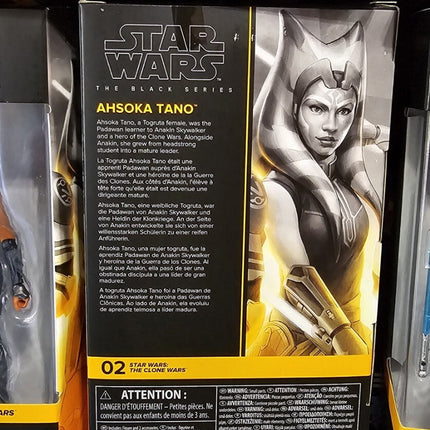 STAR
WARS
THE BLACK SERIES
AHSOKA TANO™
Ahsoka Tano, a Togruta female, was the
Padawan learner to Anakin Skywalker
and a hero of the Clone Wars. Alongside
Anakin, she grew from headstrong
student into a mature leader.
La Togruta Ahsoka Tano était une
apprenti Padawan auprès d'Anakin
Skywalker et une héroïne de la Guerre
des Clones. Aux côtés d'Anakin, l'élève à
tête forte qu'elle était est devenue une
dirigeante mature.
Ahsoka Tano, eine weibliche Togruta, war
die Padawan von Anakin Skywalker und
eine Heldin der Klonkriege. An der Seite
von Anakin entwickelte sie sich von einer
willensstarken Schülerin zu einer reifen
Anführerin.
Ahsoka Tano, una mujer togruta, fue la
aprendiz Padawan de Anakin Skywalker
y heroína de la Guerra de los Clones. Al
igual que Anakin, ella pasó de ser una
obstinada discípula a una líder de gran
madurez.
A togruta Ahsoka Tano foi a Padawan de
Anakin Skywalker e heroína das Guerras
Clônicas. Ao lado de Anakin, ela evoluiu
de aprendiz teimosa a líder madura.
02 STAR WARS:
THE CLONE WARS
ATTENTION :
DANGER D'ÉTOUFFEMENT – Petites pièces. Ne
convient pas aux enfants de moins de 3 ans.
WARNING: ATTENTION : ACHTUNG:
ARS